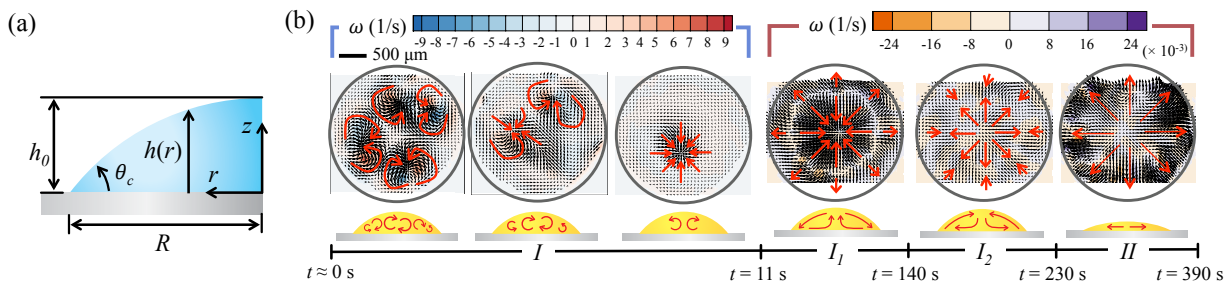 (a)
h0
θc
h(r)
z
r
R
(b)
ω (1/s)
-9 -8 -7 -6 -5 -4 -3 -2 -1 0 1 2 3 4 5 6 7 8 9
500 μm
ω (1/s)
-24 -16 -8 0 8 16 24 (× 10-3)
I I1 I2 II
t ≈ 0 s t = 11 s t = 140 s t = 230 s t = 390 s